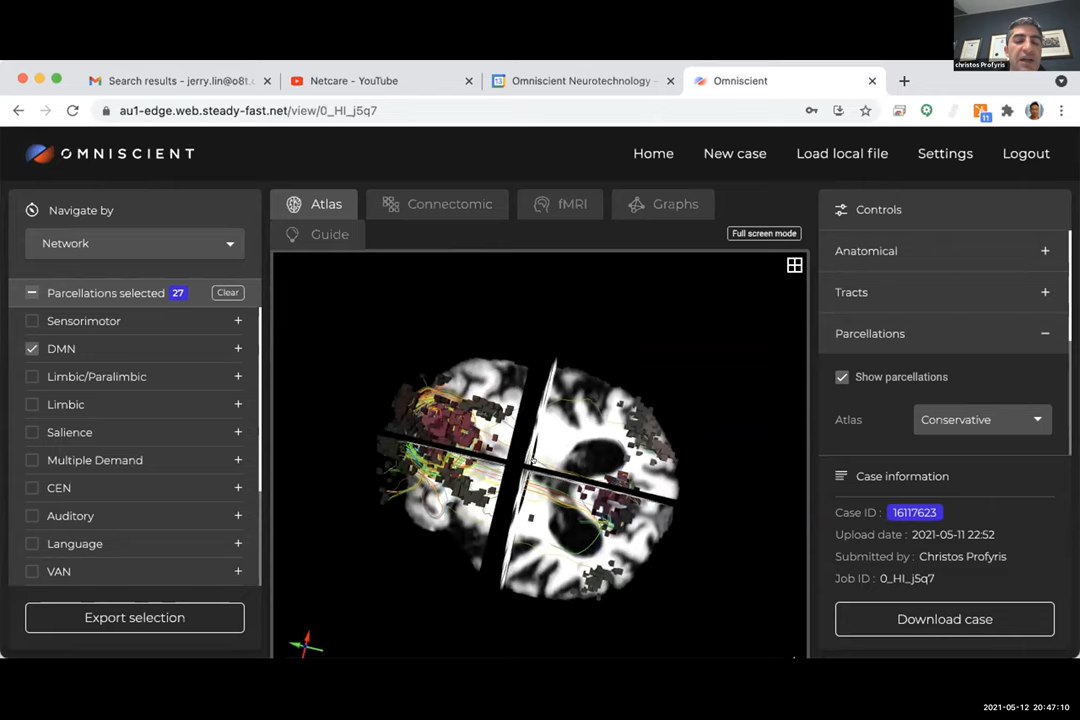 christos Profyris
Search results - jerry.lin@o8t.c
Netcare - YouTube
Omniscient Neurotechnology -
Omniscient
au1-edge.web.steady-fast.net/view/0_HI_j5q7
11
OMNISCIENT
Home
New case
Load local file
Settings
Logout
Navigate by
Network
Parcellations selected 27 Clear
Sensorimotor
DMN
Limbic/Paralimbic
Limbic
Salience
Multiple Demand
CEN
Auditory
Language
VAN
Export selection
Atlas
Connectomic
fMRI
Graphs
Guide
Full screen mode
Controls
Anatomical
Tracts
Parcellations
Show parcellations
Atlas Conservative
Case information
Case ID : 16117623
Upload date : 2021-05-11 22:52
Submitted by : Christos Profyris
Job ID : 0_HI_j5q7
Download case
2021-05-12 20:47:10